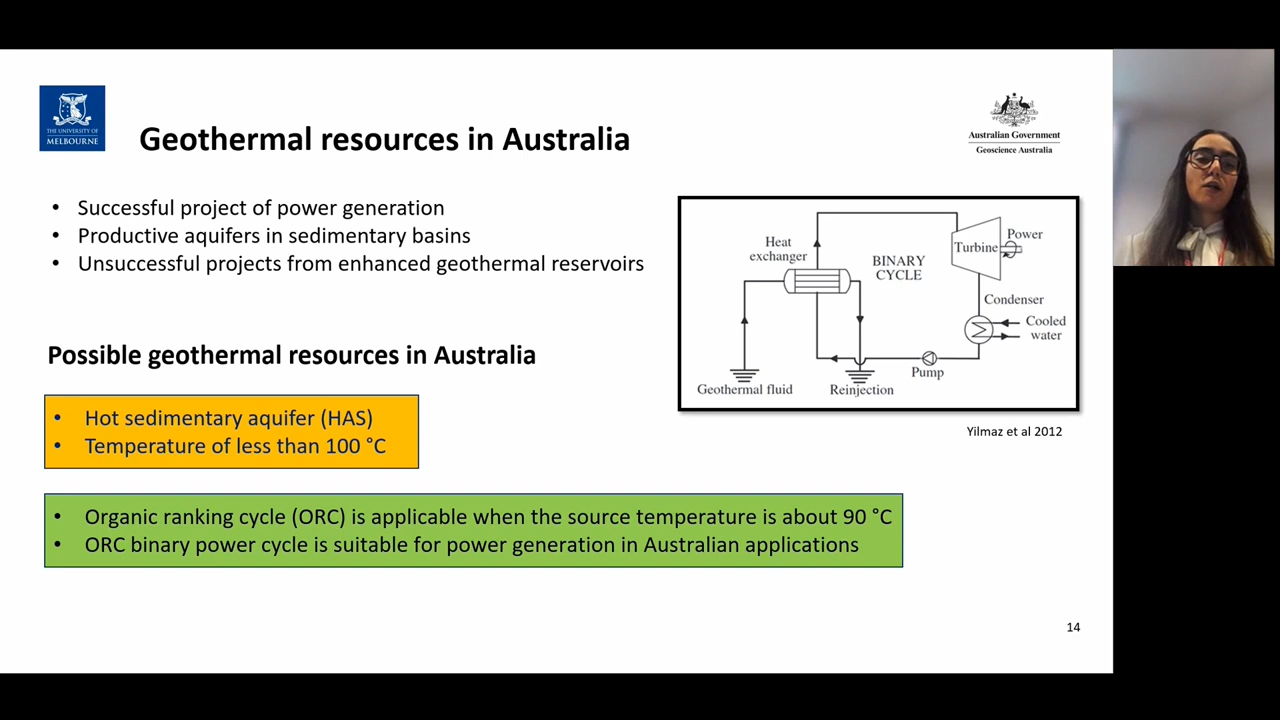 THE UNIVERSITY OF
MELBOURNE
Geothermal resources in Australia
Australian Government
Geoscience Australia
• Successful project of power generation
• Productive aquifers in sedimentary basins
• Unsuccessful projects from enhanced geothermal reservoirs
Heat
exchanger
BINARY
CYCLE
Turbine
Power
Condenser
Cooled
water
Pump
Geothermal fluid
Reinjection
Yilmaz et al 2012
Possible geothermal resources in Australia
• Hot sedimentary aquifer (HAS)
• Temperature of less than 100 °C
• Organic ranking cycle (ORC) is applicable when the source temperature is about 90 °C
• ORC binary power cycle is suitable for power generation in Australian applications
14